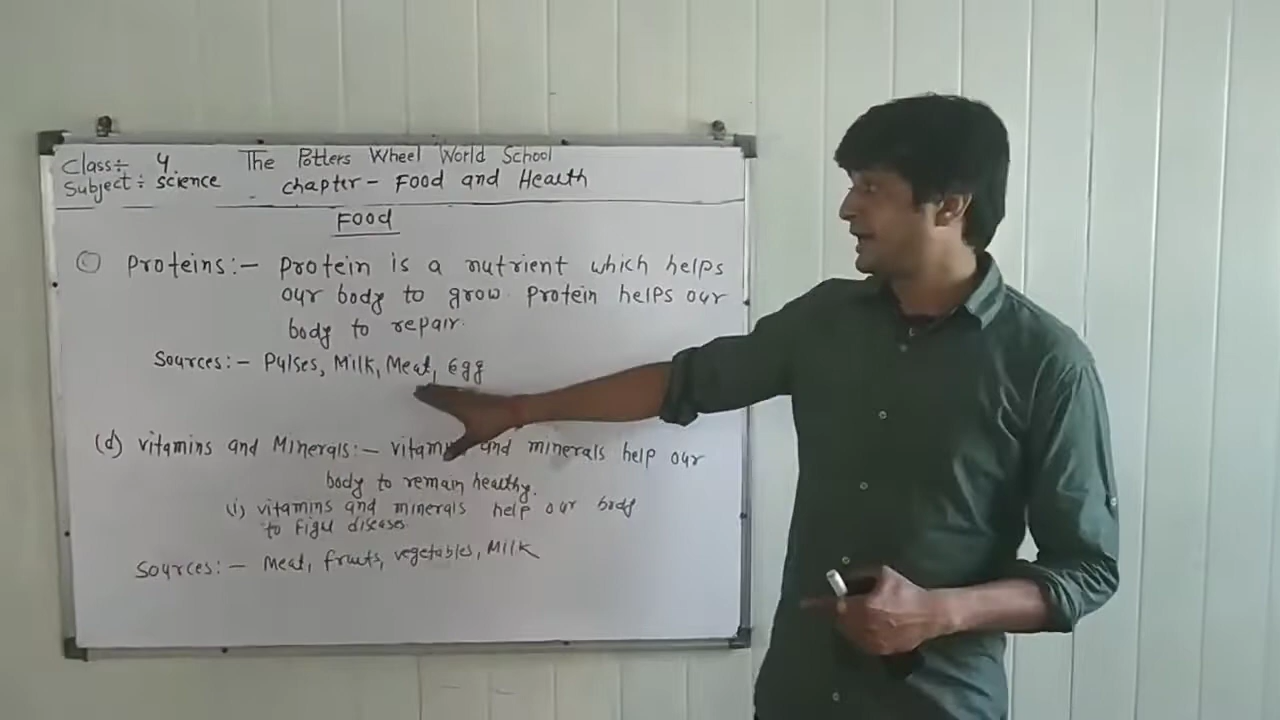 Class÷ 4. The Potters Wheel World School
Subject÷ science chapter- Food and Health
Food
(c) Proteins:- Protein is a nutrient which helps
our body to grow. Protein helps our
body to repair.
Sources:- Pulses, Milk, Meat, Egg
(d) Vitamins and Minerals:- Vitamins and minerals help our
body to remain healthy.
(i) Vitamins and minerals help our body
to diseases.
Sources:- Meat, fruits, vegetables, Milk